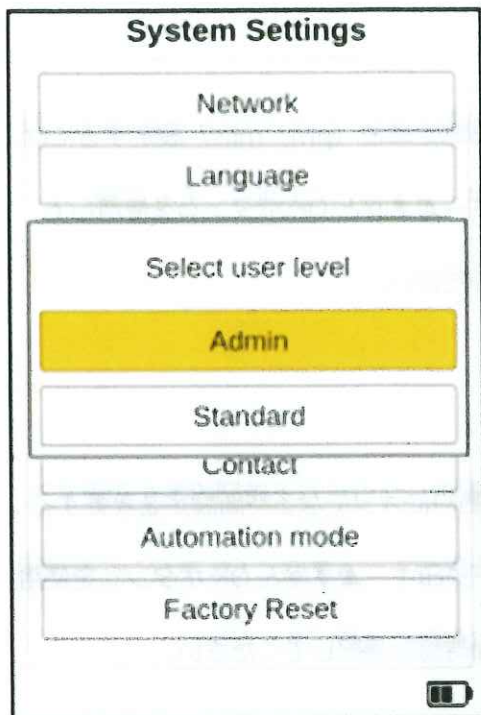 System Settings
Network
Language
Select user level
Admin
Standard
Contact
Automation mode
Factory Reset